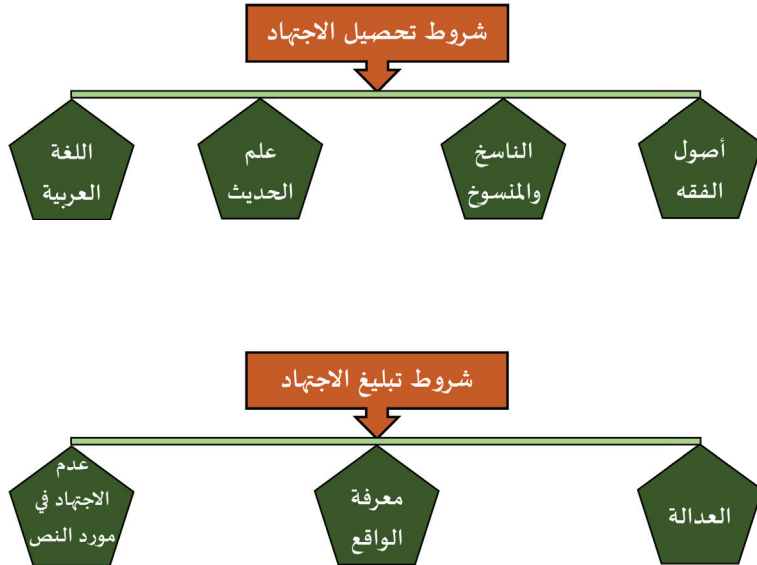 شروط تحصيل الاجتهاد
أصول
الفقه
الناسخ
والمنسوخ
علم
الحديث
اللغة
العربية
شروط تبليغ الاجتهاد
العدالة
معرفة
الواقع
عدم
الاجتهاد في
مورد النص